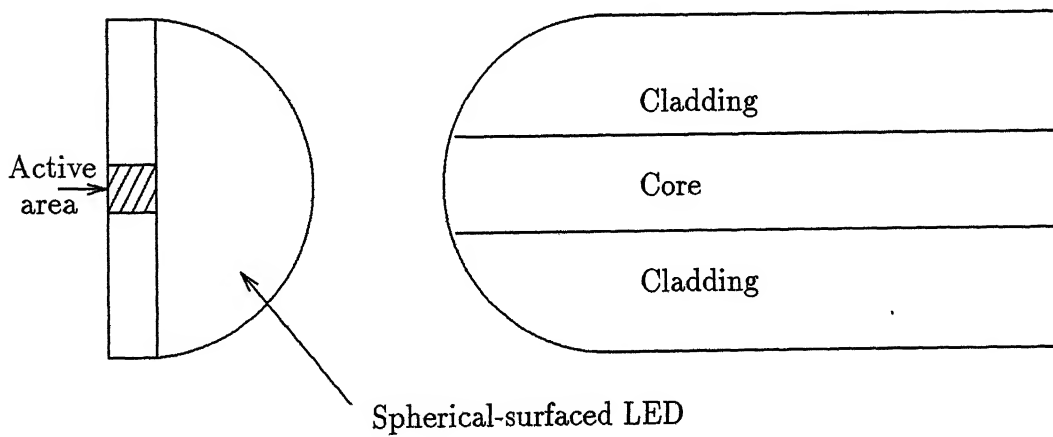 Cladding
Active
area
Core
Cladding
Spherical-surfaced LED